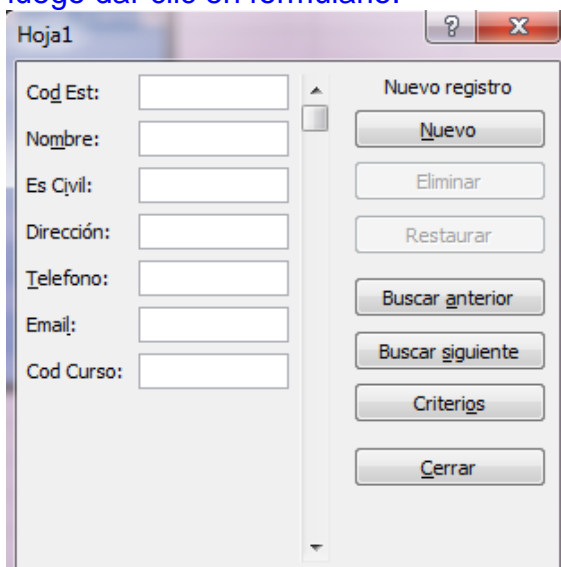 luego dar clic en formulario.
Hoja1
Cod Est:
Nombre:
Es Civil:
Dirección:
Telefono:
Email:
Cod Curso:
Nuevo registro
Nuevo
Eliminar
Restaurar
Buscar anterior
Buscar siguiente
Criterios
Cerrar